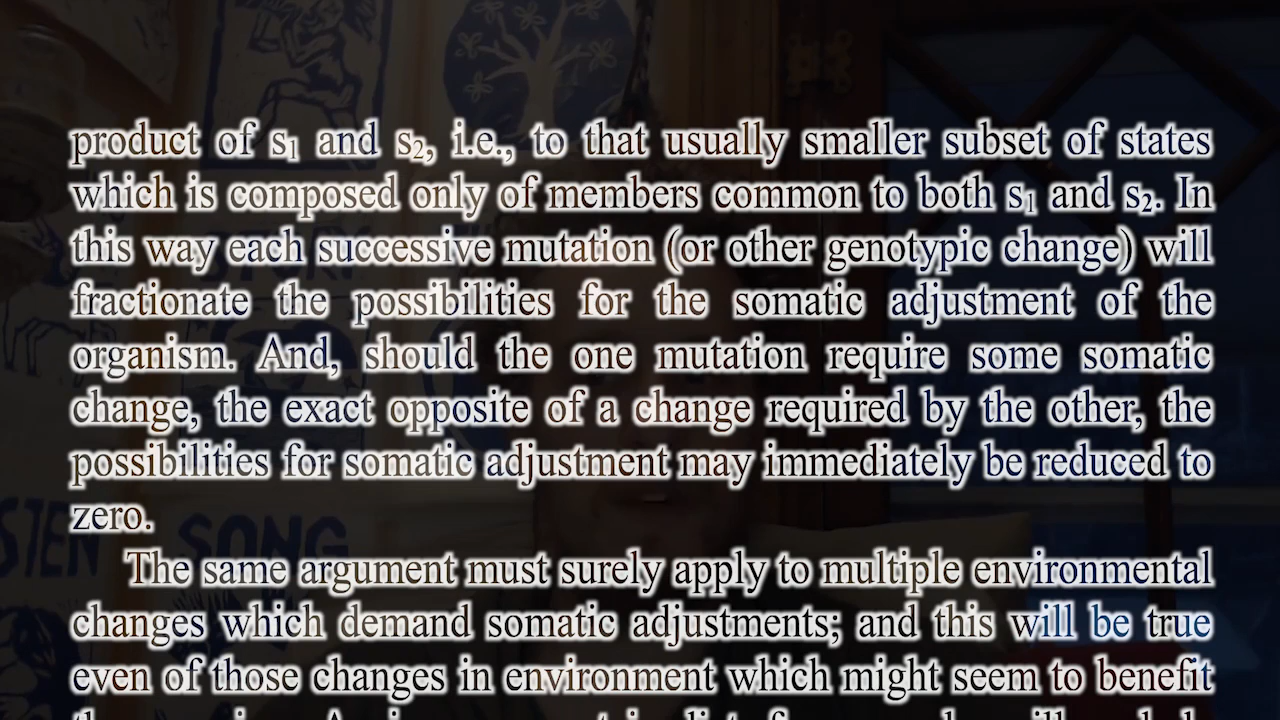 product of s₁ and s₂, i.e., to that usually smaller subset of states
which is composed only of members common to both s₁ and s₂. In
this way each successive mutation (or other genotypic change) will
fractionate the possibilities for the somatic adjustment of the
organism. And, should the one mutation require some somatic
change, the exact opposite of a change required by the other, the
possibilities for somatic adjustment may immediately be reduced to
zero.
The same argument must surely apply to multiple environmental
changes which demand somatic adjustments; and this will be true
even of those changes in environment which might seem to benefit
SONG